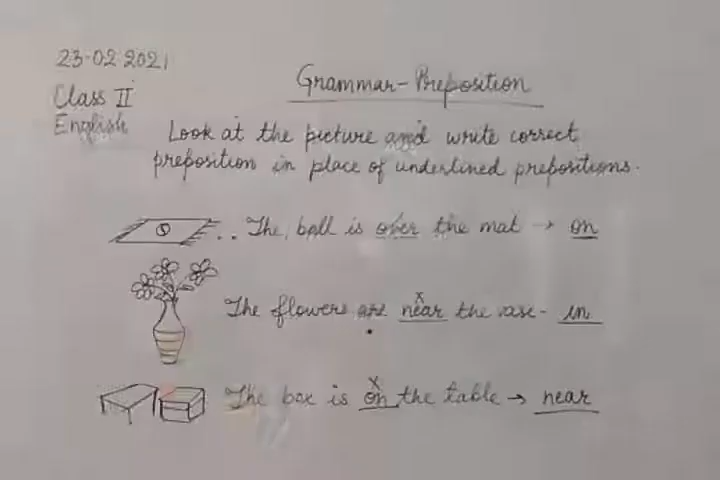 23-02 2021
Class II
English
Grammar-Preposition
Look at the picture and write correct
preposition in place of underlined prepositions.
.. The ball is over the mat → on
The flowers are near the vase - in
x
The box is on the table → near
x